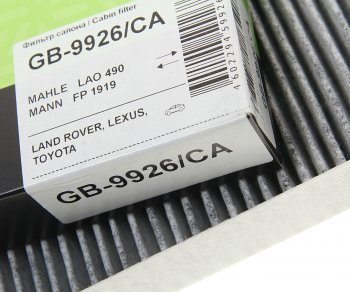 Фильтр салона / Cabin filter
GB-9926/CA
MAHLE LAO 490
MANN FP 1919
LAND ROVER, LEXUS,
TOYOTA
GB-9926/CA